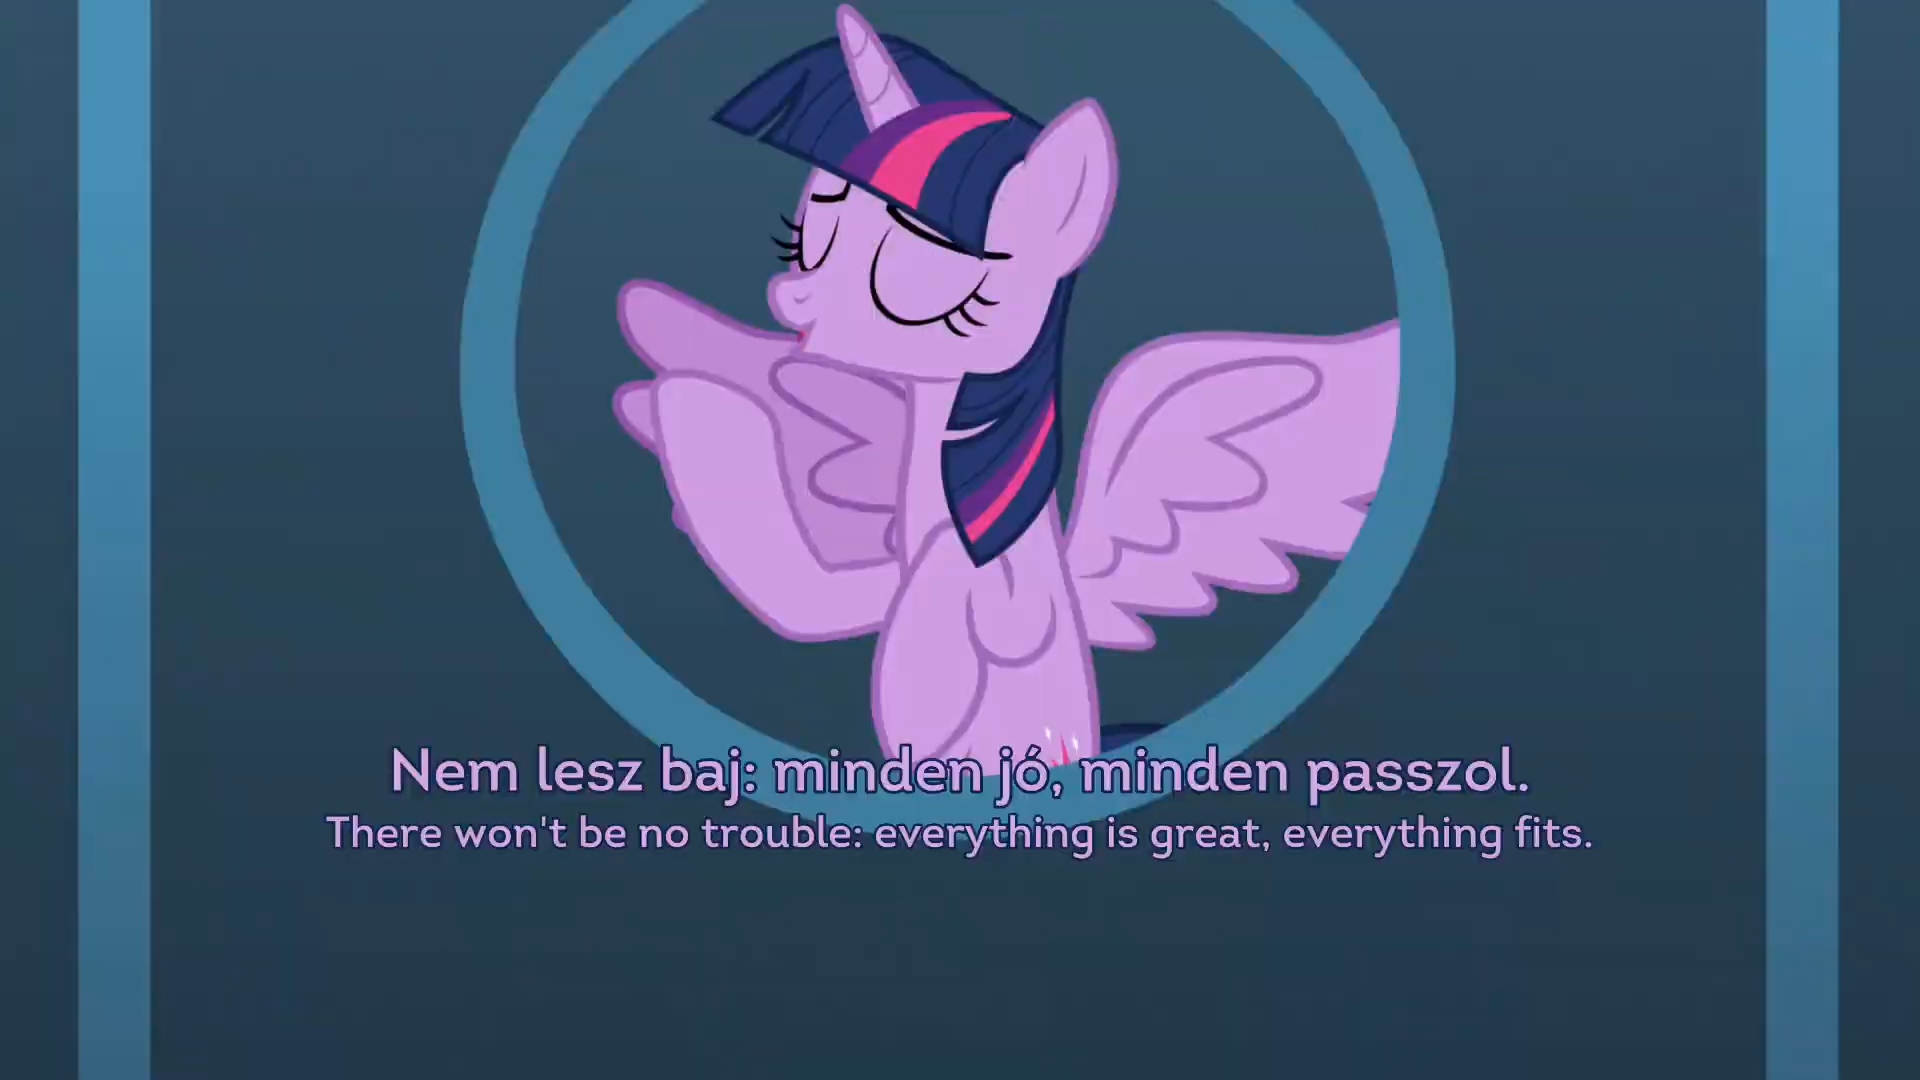 Nem lesz baj: minden jó, minden passzol.
There won't be no trouble: everything is great, everything fits.